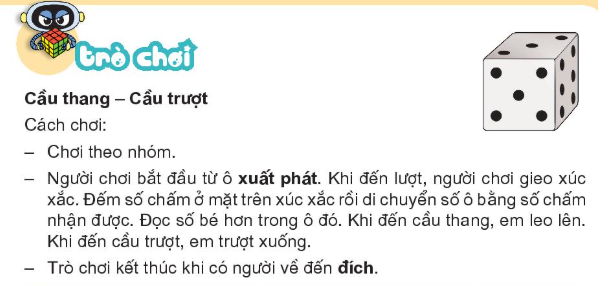 trò chơi
Cầu thang – Cầu trượt
Cách chơi:
– Chơi theo nhóm.
– Người chơi bắt đầu từ ô xuất phát. Khi đến lượt, người chơi gieo xúc
xắc. Đếm số chấm ở mặt trên xúc xắc rồi di chuyển số ô bằng số chấm
nhận được. Đọc số bé hơn trong ô đó. Khi đến cầu thang, em leo lên.
Khi đến cầu trượt, em trượt xuống.
– Trò chơi kết thúc khi có người về đến đích.